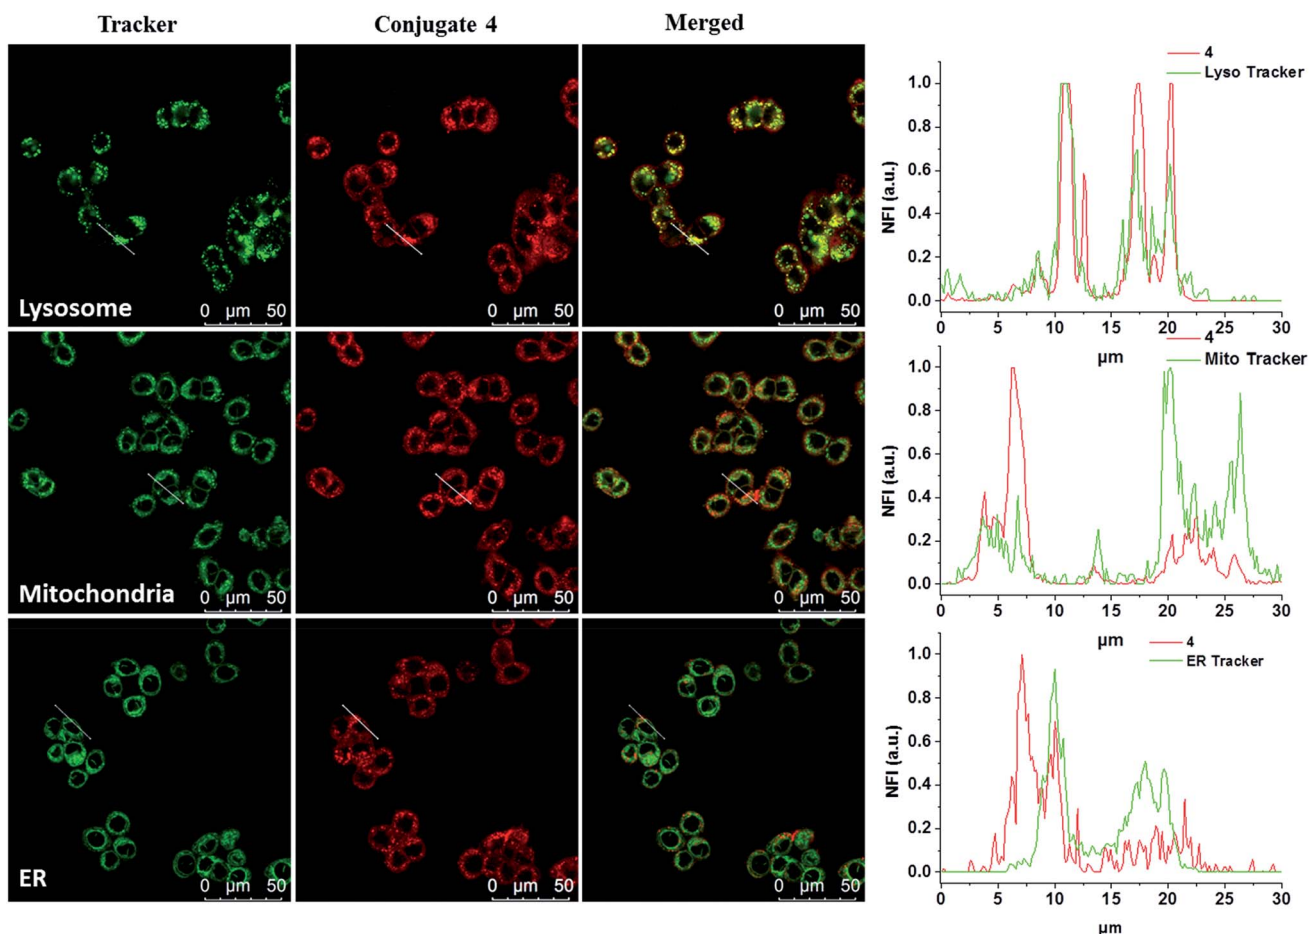 Tracker Conjugate 4 Merged
4
Lyso Tracker
NFI (a.u.)
1.0
0.8
0.6
0.4
0.2
0.0
0 5 10 15 20 25 30
µm
Lysosome
0 µm 50
0 µm 50
0 µm 50
4
Mito Tracker
NFI (a.u.)
1.0
0.8
0.6
0.4
0.2
0.0
0 5 10 15 20 25 30
µm
Mitochondria
0 µm 50
0 µm 50
0 µm 50
4
ER Tracker
NFI (a.u.)
1.0
0.8
0.6
0.4
0.2
0.0
0 5 10 15 20 25 30
µm
ER
0 µm 50
0 µm 50
0 µm 50